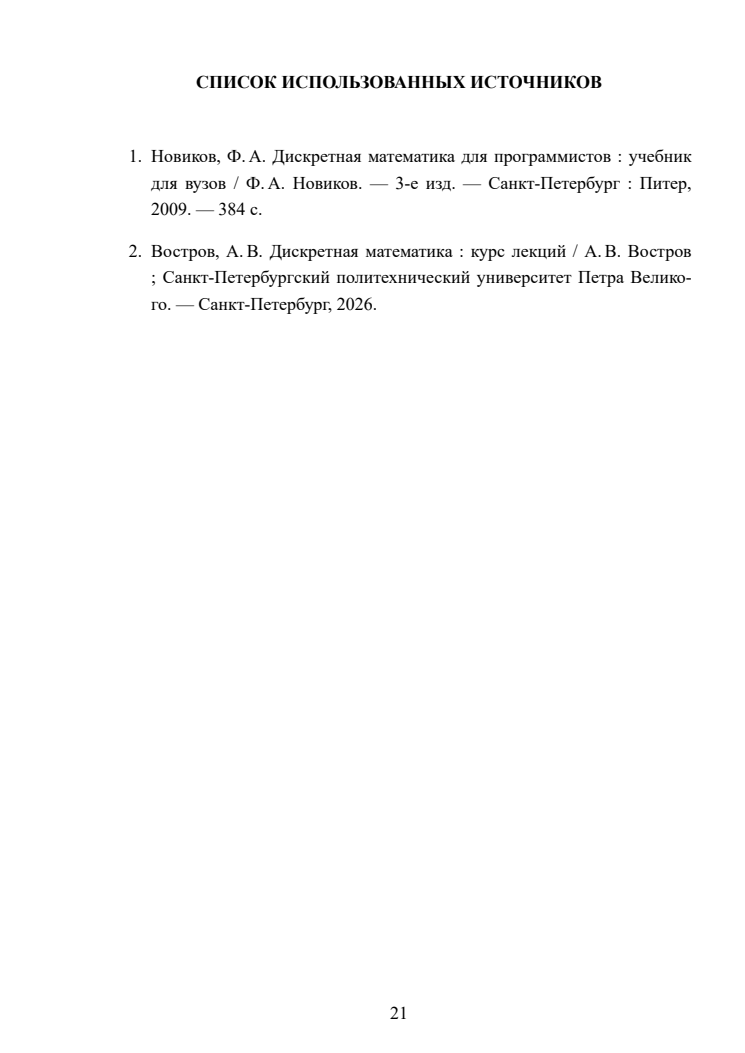 СПИСОК ИСПОЛЬЗОВАННЫХ ИСТОЧНИКОВ
1. Новиков, Ф. А. Дискретная математика для программистов : учебник
для вузов / Ф. А. Новиков. — 3-е изд. — Санкт-Петербург : Питер,
2009. — 384 с.
2. Востров, А. В. Дискретная математика : курс лекций / А. В. Востров
; Санкт-Петербургский политехнический университет Петра Велико-
го. — Санкт-Петербург, 2026.
21